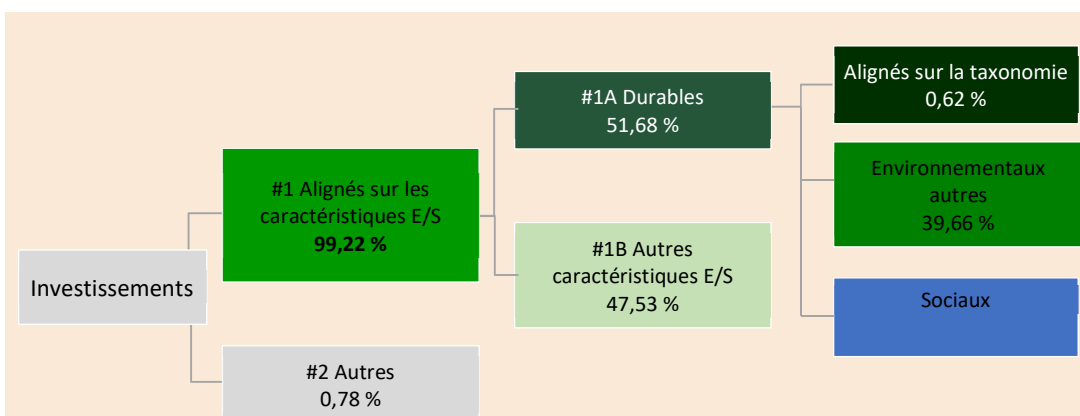 Investissements
#1 Alignés sur les
caractéristiques E/S
99,22 %
#2 Autres
0,78 %
#1A Durables
51,68 %
#1B Autres
caractéristiques E/S
47,53 %
Alignés sur la taxonomie
0,62 %
Environnementaux
autres
39,66 %
Sociaux